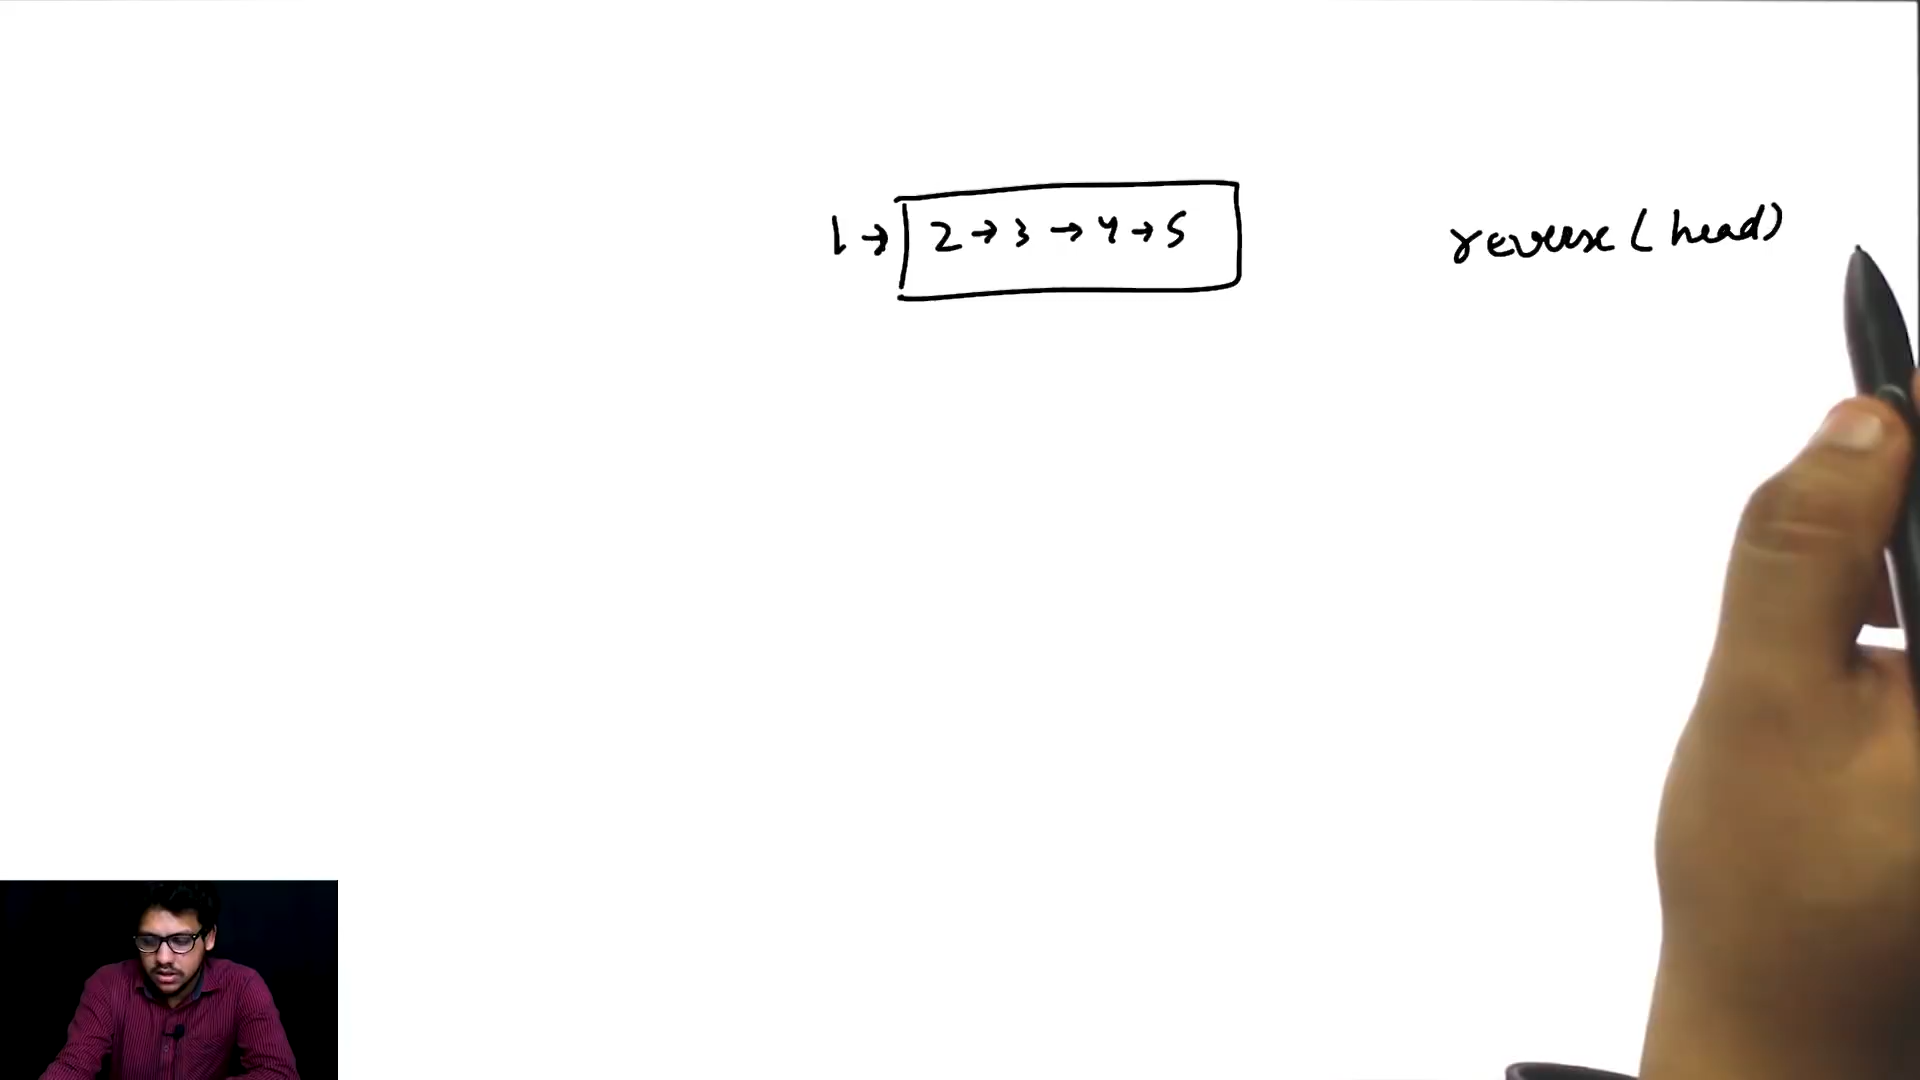 1 → 2 → 3 → 4 → 5
reverse (head)